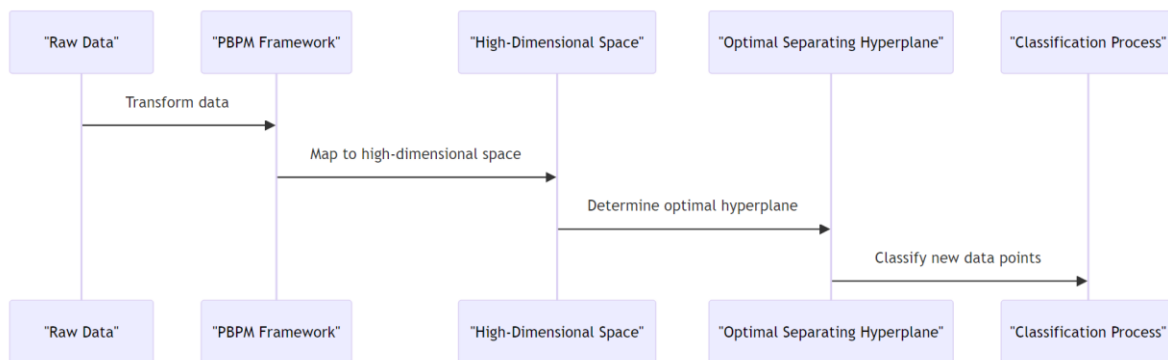 "Raw Data"
"PBPM Framework"
"High-Dimensional Space"
"Optimal Separating Hyperplane"
"Classification Process"
Transform data
Map to high-dimensional space
Determine optimal hyperplane
Classify new data points
"Raw Data"
"PBPM Framework"
"High-Dimensional Space"
"Optimal Separating Hyperplane"
"Classification Process"